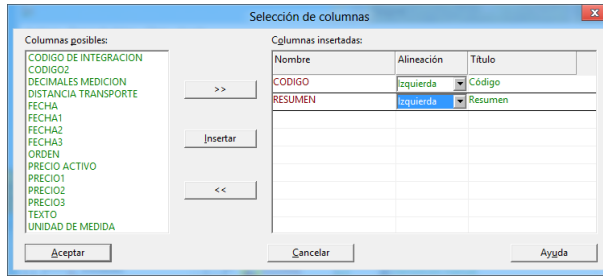 Selección de columnas
x
Columnas posibles:
Columnas insertadas:
CODIGO DE INTEGRACION
CODIGO2
DECIMALES MEDICION
DISTANCIA TRANSPORTE
FECHA
FECHA1
FECHA2
FECHA3
ORDEN
PRECIO ACTIVO
PRECIO1
PRECIO2
PRECIO3
TEXTO
UNIDAD DE MEDIDA
>>
Insertar
<<
Nombre Alineación Título
CODIGO Izquierda Código
RESUMEN Izquierda Resumen
Aceptar Cancelar Ayuda